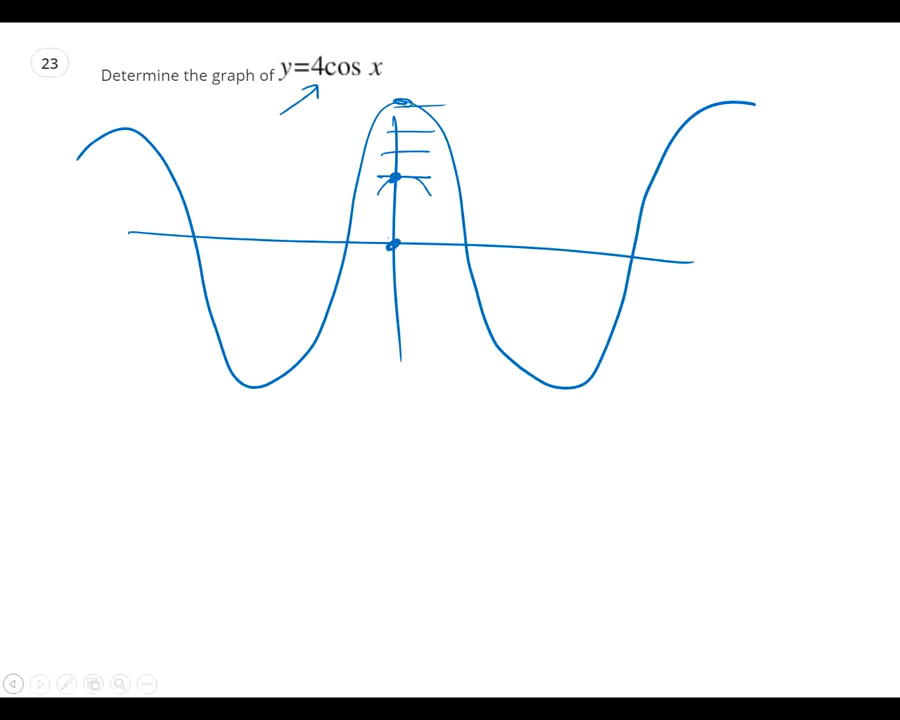 23
Determine the graph of y=4cos x